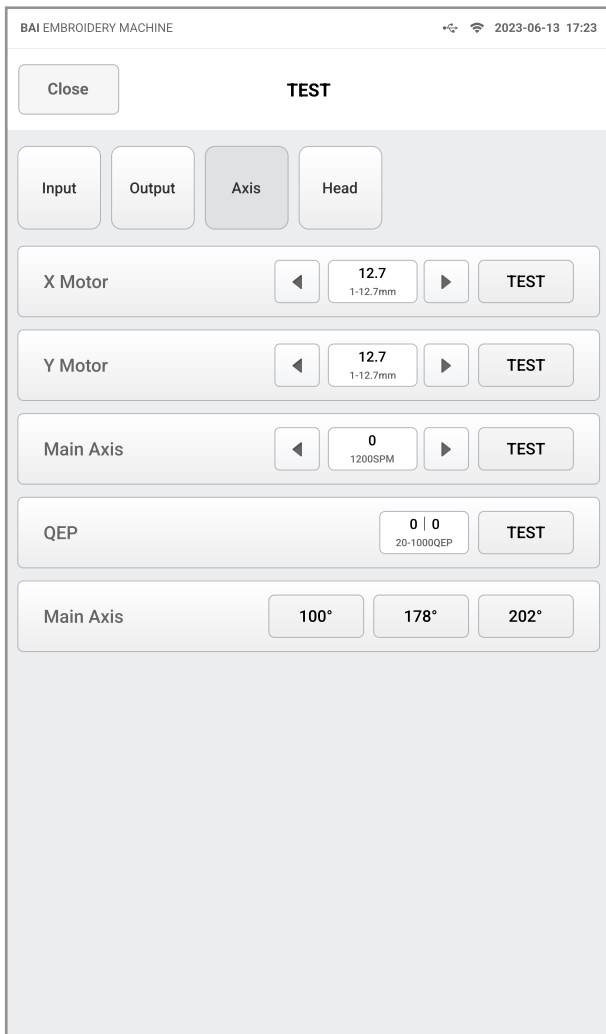 BAI EMBROIDERY MACHINE 2023-06-13 17:23
Close TEST
Input Output Axis Head
X Motor 12.7 TEST
1-12.7mm
Y Motor 12.7 TEST
1-12.7mm
Main Axis 0 TEST
1200SPM
QEP 0 | 0 TEST
20-1000QEP
Main Axis 100° 178° 202°